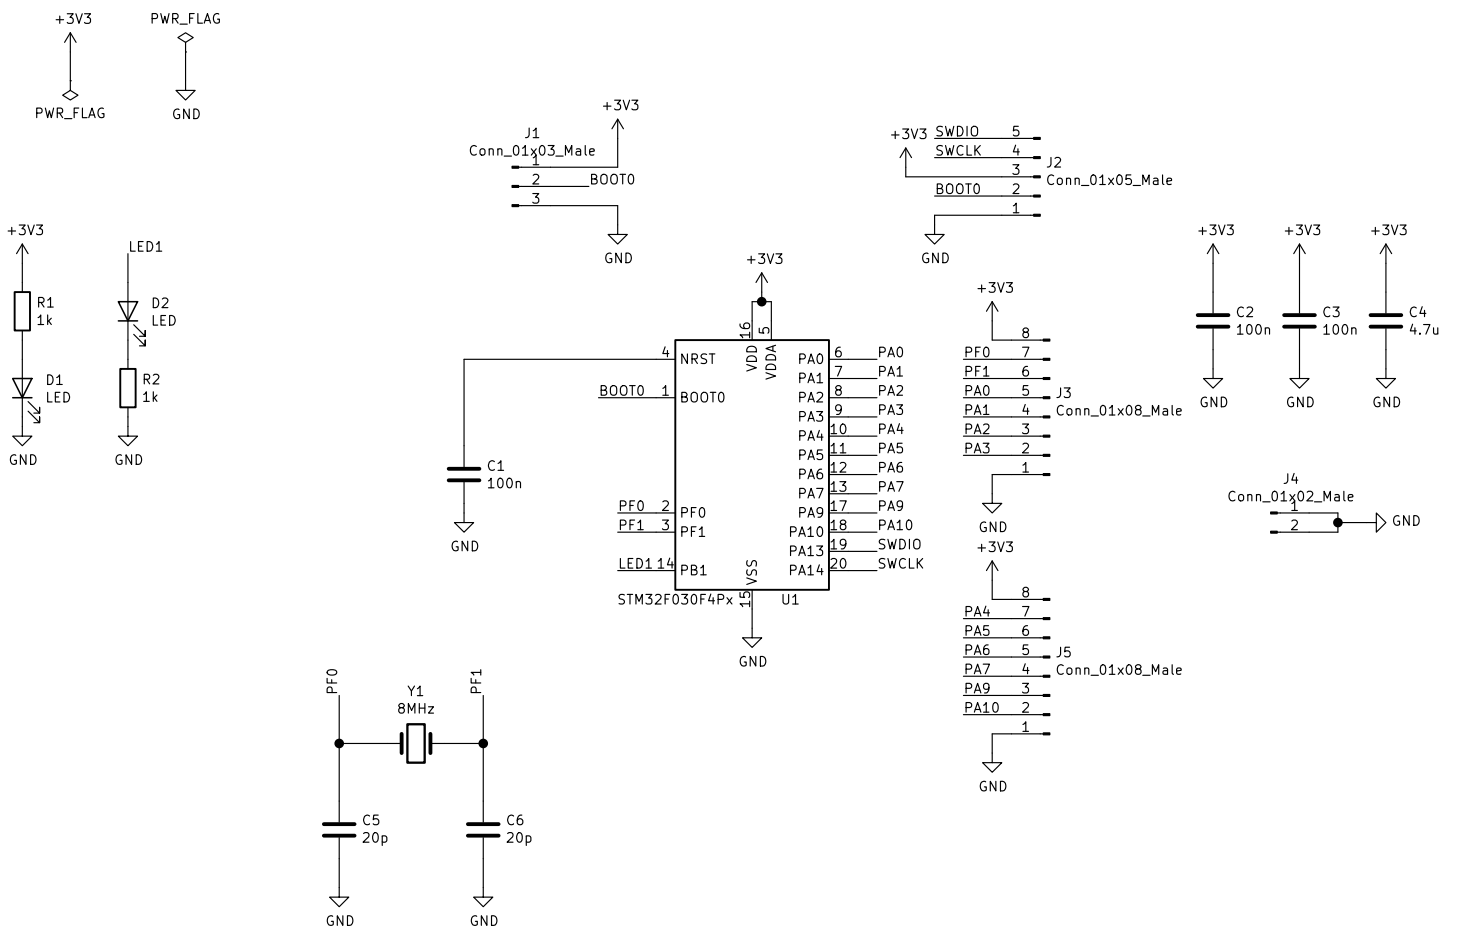 +3V3
PWR_FLAG
PWR_FLAG
GND
+3V3
J1
Conn_01x03_Male
1
2
BOOT0
3
GND
+3V3
SWDIO 5
SWCLK 4
3
J2
Conn_01x05_Male
BOOT0 2
1
GND
+3V3
R1
1k
D1
LED
GND
LED1
D2
LED
R2
1k
GND
+3V3
16
5
VDD
VDDA
4 NRST
BOOT0 1 BOOT0
C1
100n
GND
PF0 2 PF0
PF1 3 PF1
LED1 14 PB1
PA0 6 PA0
PA1 7 PA1
PA2 8 PA2
PA3 9 PA3
PA4 10 PA4
PA5 11 PA5
PA6 12 PA6
PA7 13 PA7
PA9 17 PA9
PA10 18 PA10
PA13 19 SWDIO
PA14 20 SWCLK
VSS
15
STM32F030F4Px
U1
GND
+3V3
8
PF0 7
PF1 6
PA0 5
J3
PA1 4
Conn_01x08_Male
PA2 3
PA3 2
1
GND
+3V3
8
PA4 7
PA5 6
PA6 5
J5
PA7 4
Conn_01x08_Male
PA9 3
PA10 2
1
GND
+3V3
C2
100n
GND
+3V3
C3
100n
GND
+3V3
C4
4.7u
GND
J4
Conn_01x02_Male
1
2
GND
PF0
Y1
8MHz
PF1
C5
20p
GND
C6
20p
GND